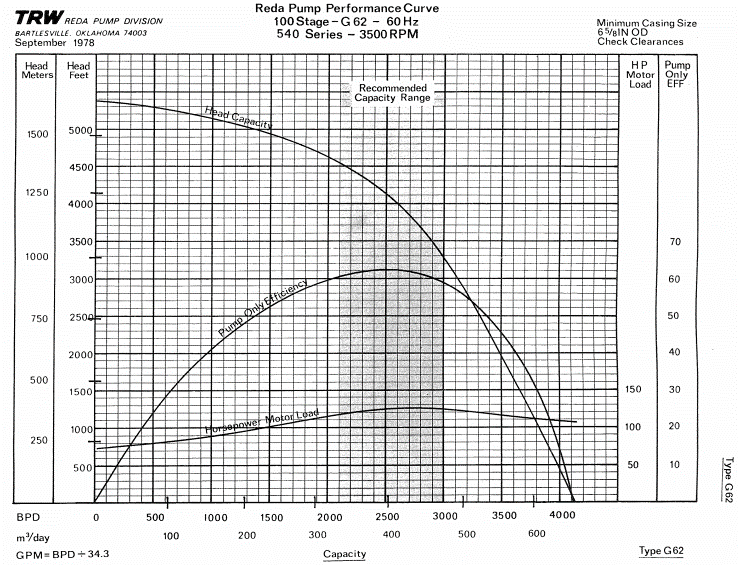 TRW REDA PUMP DIVISION
BARTLESVILLE, OKLAHOMA 74003
September 1978
Reda Pump Performance Curve
100 Stage - G 62 - 60 Hz
540 Series - 3500 RPM
Minimum Casing Size
6 5/8 IN OD
Check Clearances
Head Meters
Head Feet
Recommended Capacity Range
HP Motor Load
Pump Only EFF
Head Capacity
Pump Only Efficiency
Horsepower Motor Load
1500
1250
1000
750
500
250
5000
4500
4000
3500
3000
2500
2000
1500
1000
500
150
100
50
70
60
50
40
30
20
10
BPD 0 500 1000 1500 2000 2500 3000 3500 4000
m³/day 100 200 300 400 500 600
GPM = BPD ÷ 34.3
Capacity
Type G 62
Type G 62